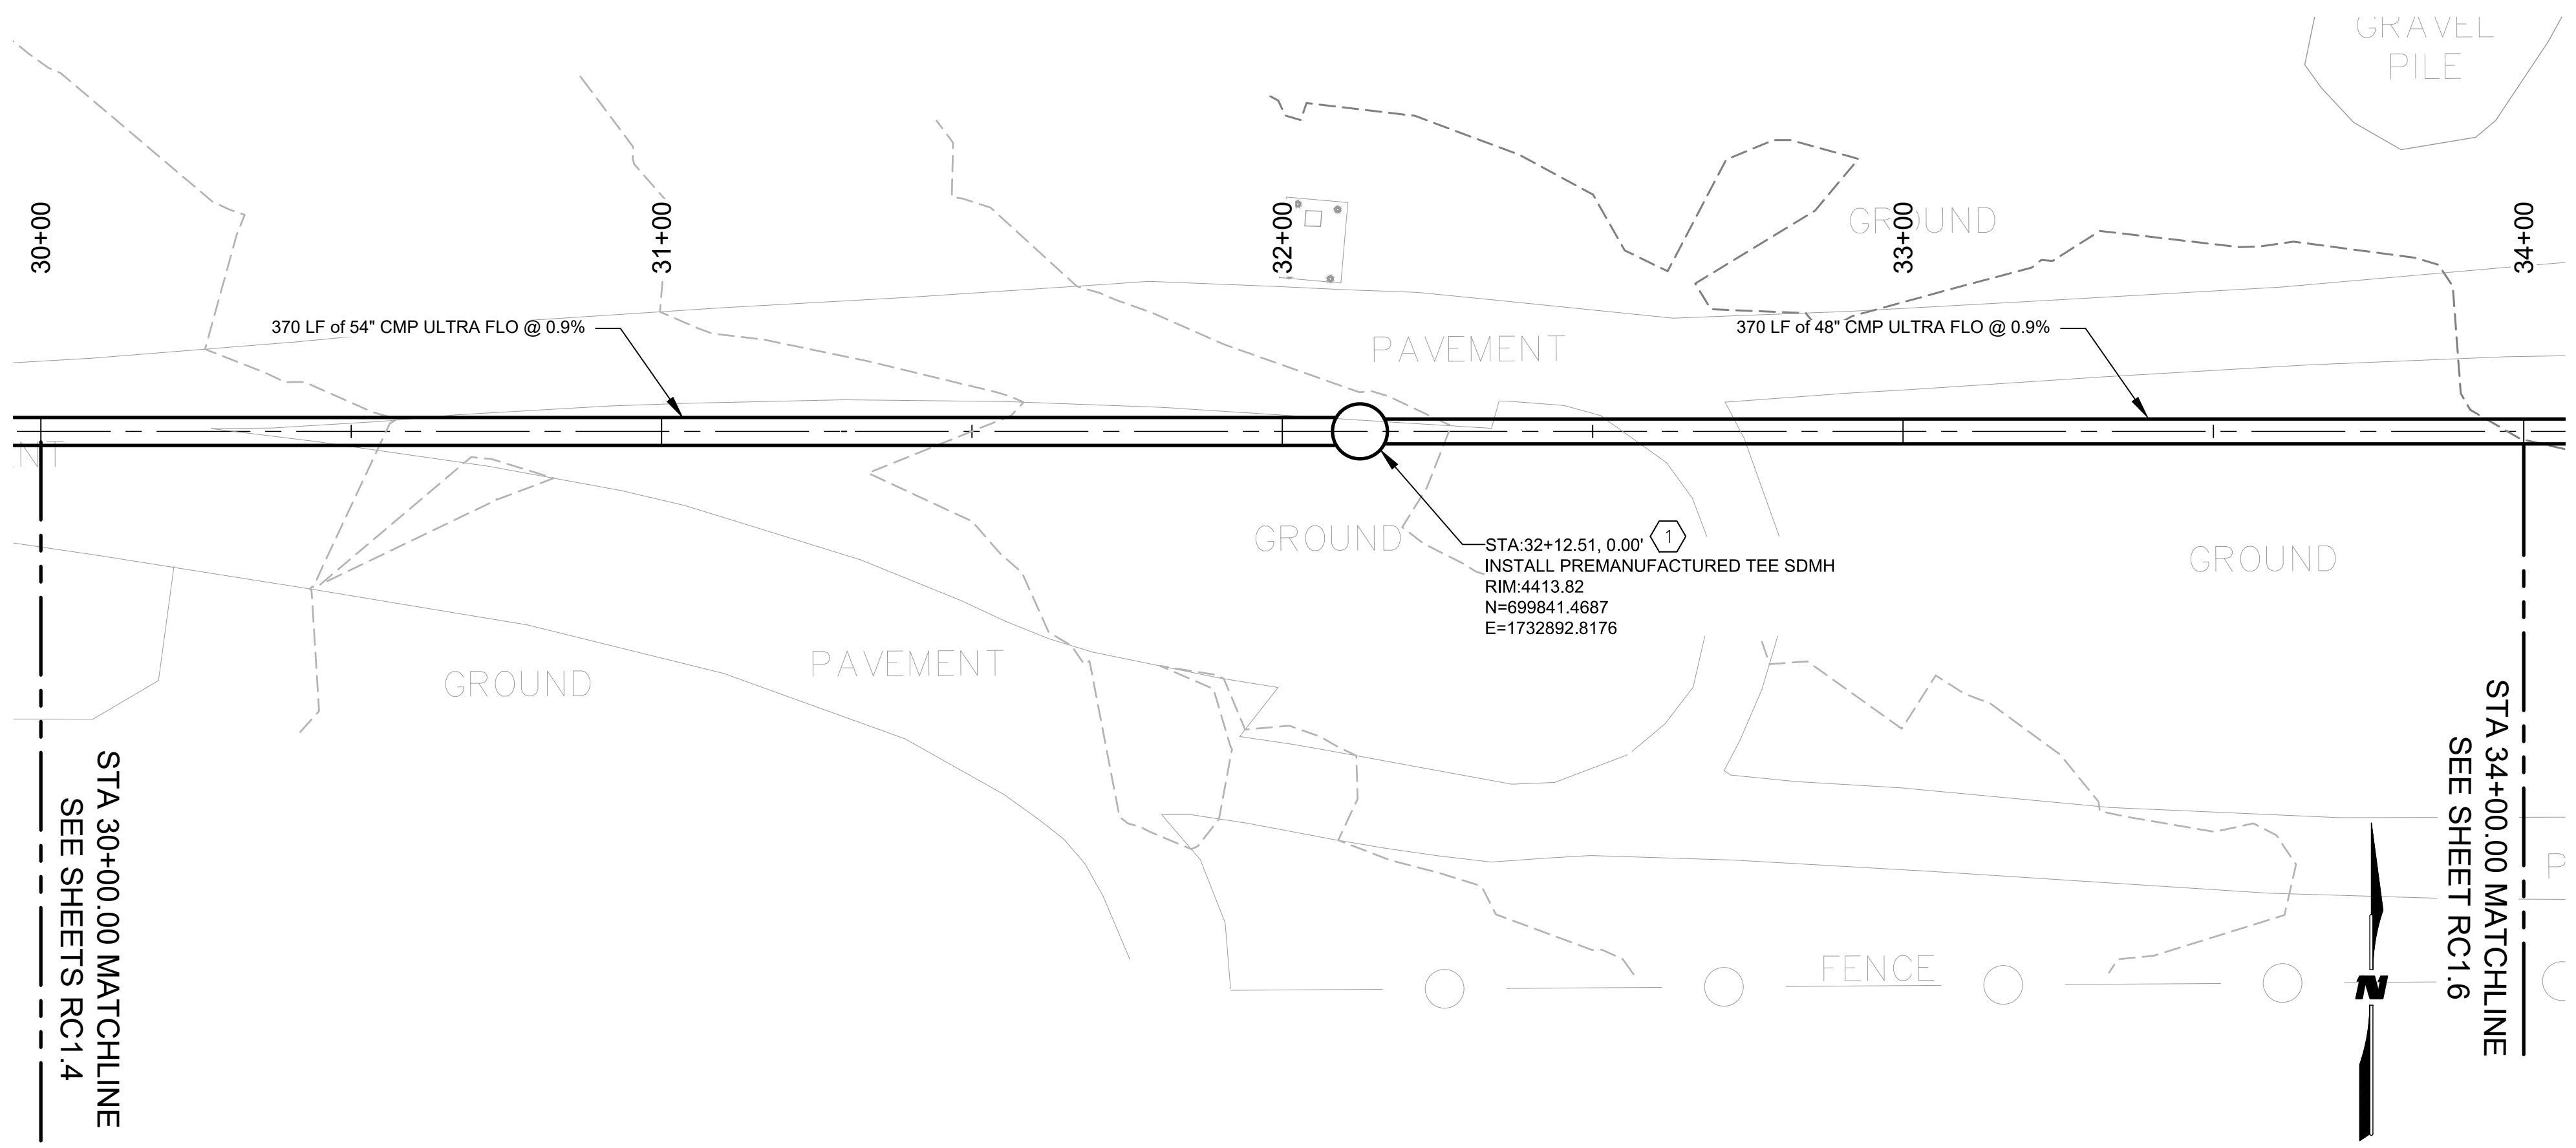 GRAVEL
PILE
30+00
31+00
32+00
33+00
34+00
GROUND
370 LF of 54" CMP ULTRA FLO @ 0.9%
370 LF of 48" CMP ULTRA FLO @ 0.9%
PAVEMENT
NT
GROUND
STA:32+12.51, 0.00' 1
INSTALL PREMANUFACTURED TEE SDMH
RIM:4413.82
N=699841.4687
E=1732892.8176
GROUND
PAVEMENT
GROUND
STA 30+00.00 MATCHLINE
SEE SHEETS RC1.4
STA 34+00.00 MATCHLINE
SEE SHEET RC1.6
P
FENCE
N